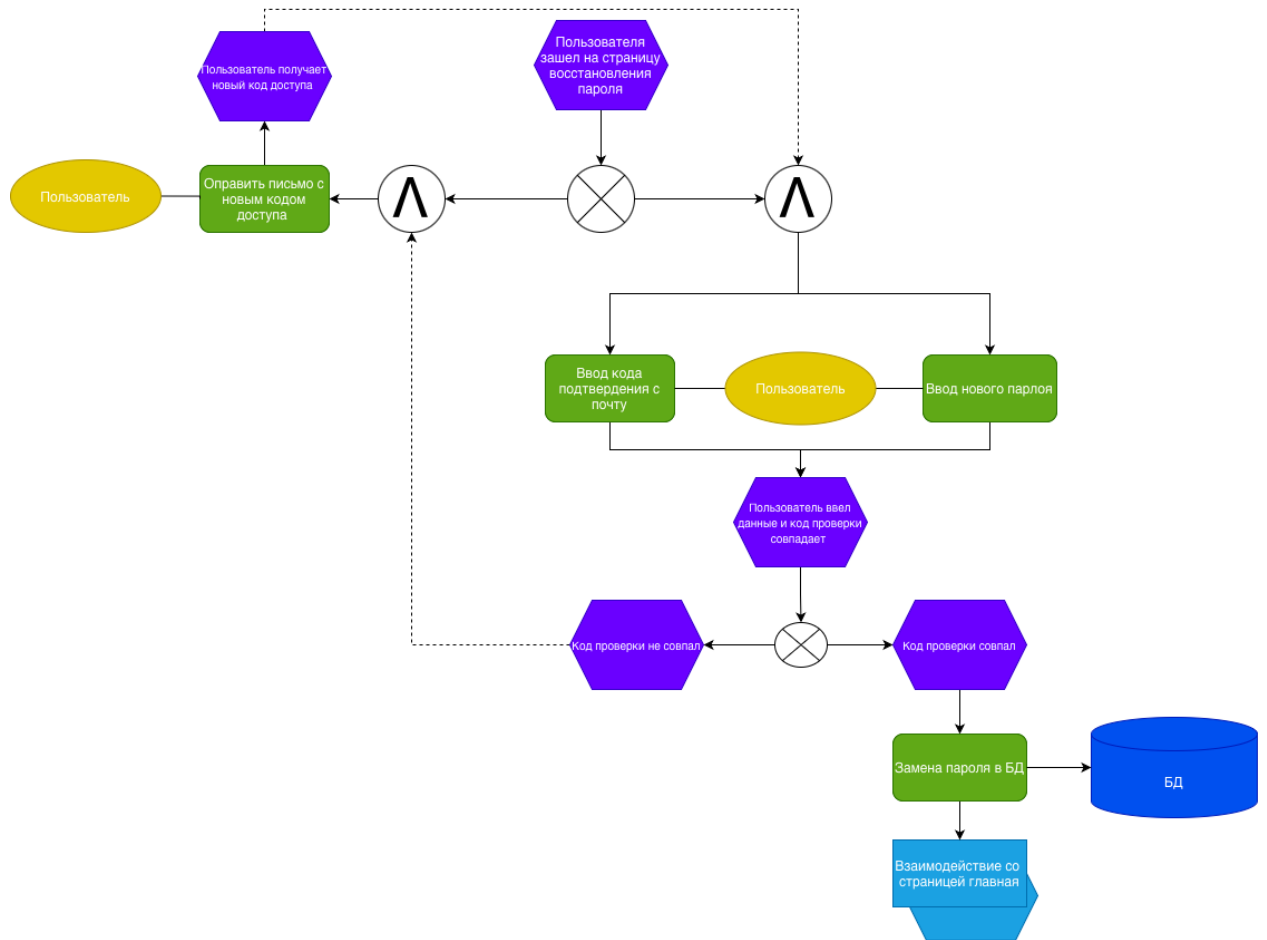 Пользователь получает
новый код доступа
Пользователя
зашел на страницу
восстановления
пароля
Пользователь
Оправить письмо с
новым кодом
доступа
Λ
Λ
Ввод кода
подтвердения с
почту
Пользователь
Ввод нового парлоя
Пользователь ввел
данные и код проверки
совпадает
Код проверки не совпал
Код проверки совпал
Замена пароля в БД
БД
Взаимодействие со
страницей главная